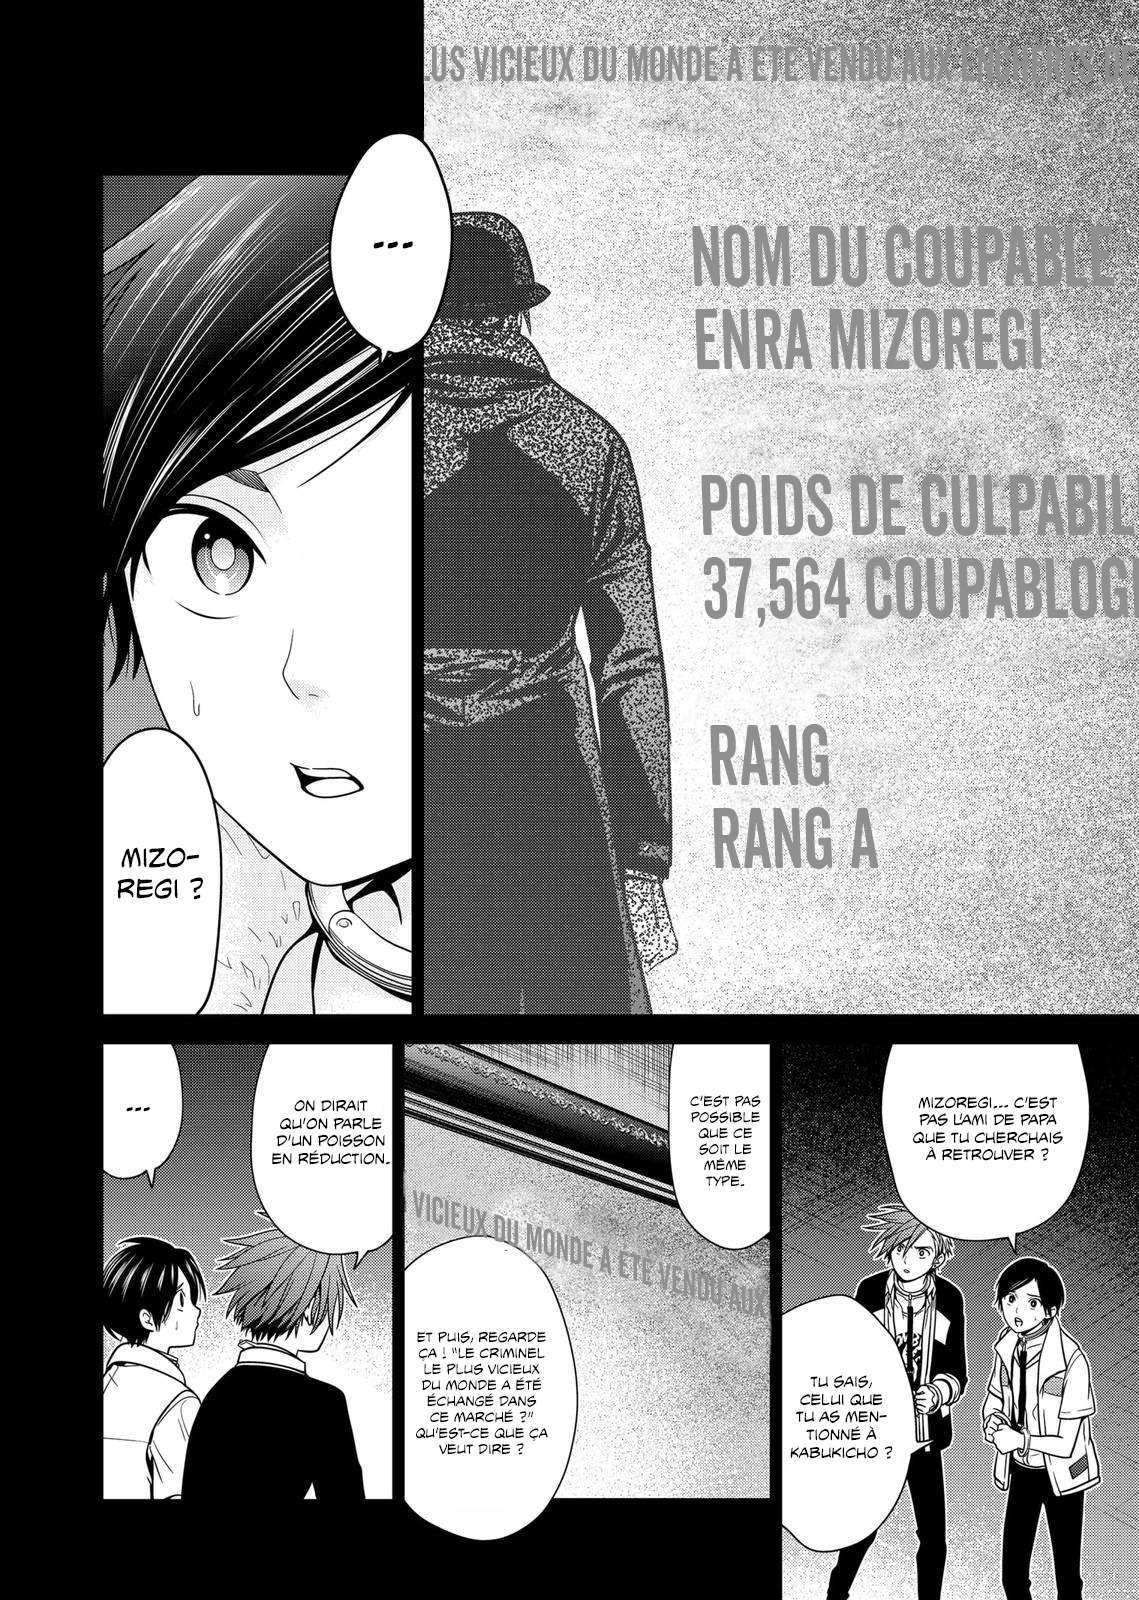 LUS VICIEUX DU MONDE A ÉTÉ VENDU AUX ENCHÈRES DE
NOM DU COUPABLE
ENRA MIZOREGI
POIDS DE CULPABIL
37,564 COUPABLOG
RANG
RANG A
...
MIZO-
REGI ?
MIZOREGI... C'EST
PAS L'AMI DE PAPA
QUE TU CHERCHAIS
À RETROUVER ?
TU SAIS,
CELUI QUE
TU AS MEN-
TIONNÉ À
KABUKICHO ?
C'EST PAS
POSSIBLE
QUE CE
SOIT LE
MÊME
TYPE.
VICIEUX DU MONDE A ÉTÉ VENDU AUX
ET PUIS, REGARDE
ÇA ! "LE CRIMINEL
LE PLUS VICIEUX
DU MONDE A ÉTÉ
ÉCHANGÉ DANS
CE MARCHÉ ?"
QU'EST-CE QUE ÇA
VEUT DIRE ?
ON DIRAIT
QU'ON PARLE
D'UN POISSON
EN RÉDUCTION.
...